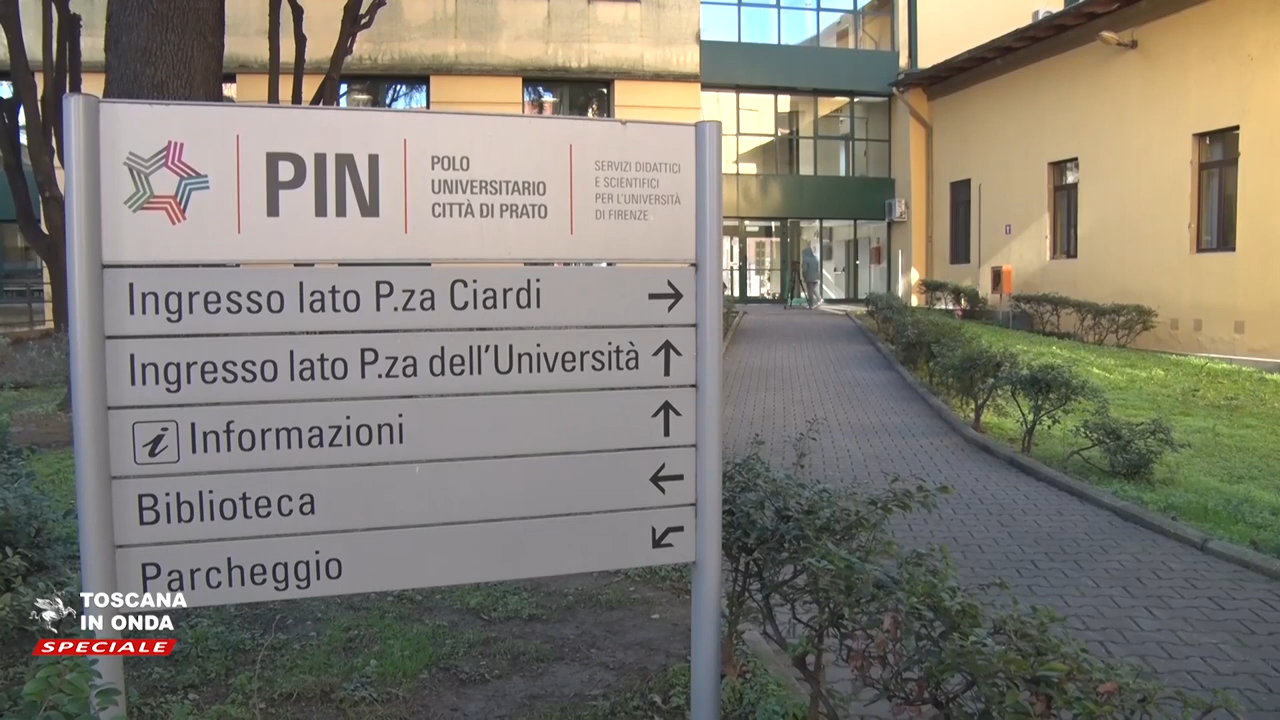 PIN
POLO
UNIVERSITARIO
CITTÀ DI PRATO
SERVIZI DIDATTICI
E SCIENTIFICI
PER L'UNIVERSITÀ
DI FIRENZE
Ingresso lato P.za Ciardi
Ingresso lato P.za dell'Università
i Informazioni
Biblioteca
Parcheggio
TOSCANA
IN ONDA
SPECIALE